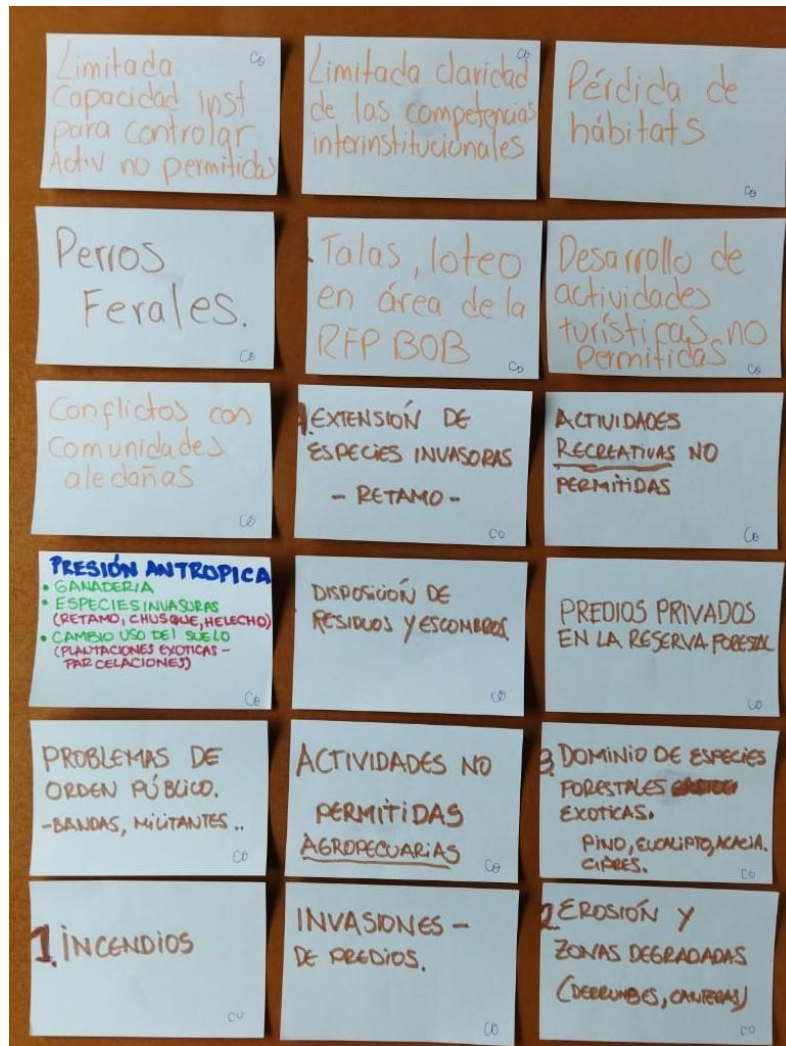 Limitada
Capacidad inst
para controlar
Activ no permitidas
Co
Limitada claridad
de las competencias
interinstitucionales
Co
Pérdida de
hábitats
Co
Perros
Ferales.
Co
Talas, loteo
en área de la
RFP BOB
Co
Desarrollo de
actividades
turísticas no
Permitidas
Co
Conflictos con
Comunidades
aledañas
Co
4. EXTENSIÓN DE
ESPECIES INVASORAS
- RETAMO -
CO
ACTIVIDADES
RECREATIVAS NO
PERMITIDAS
Co
PRESIÓN ANTROPICA
• GANADERIA
• ESPECIES INVASORAS
(RETAMO, CHUSQUE, HELECHO)
• CAMBIO USO DEL SUELO
(PLANTACIONES EXOTICAS -
PARCELACIONES)
Co
DISPOSICIÓN DE
RESIDUOS Y ESCOMBROS
CO
PREDIOS PRIVADOS
EN LA RESERVA FORESTAL
CO
PROBLEMAS DE
ORDEN PÚBLICO.
-BANDAS, MILITANTES..
CO
ACTIVIDADES NO
PERMITIDAS
AGROPECUARIAS
Co
3. DOMINIO DE ESPECIES
FORESTALES
EXOTICAS.
PINO, EUCALIPTO, ACACIA.
CIPRES.
CO
1. INCENDIOS
CO
INVASIONES -
DE PREDIOS.
CO
2. EROSIÓN Y
ZONAS DEGRADADAS
(DERRUMBES, CANTERAS)
CO